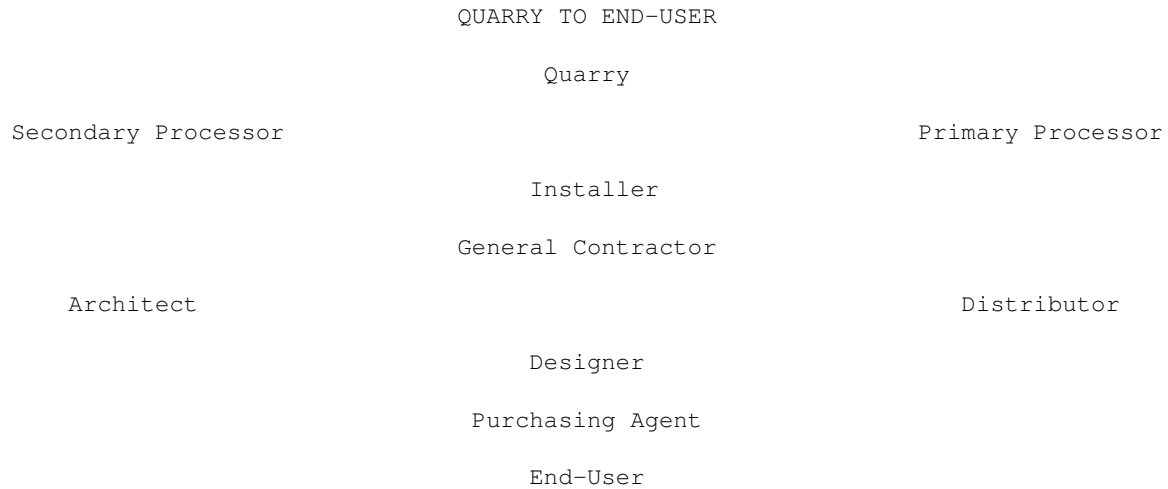 QUARRY TO END-USER
Quarry
Secondary Processor Primary Processor
Installer
General Contractor
Architect Distributor
Designer
Purchasing Agent
End-User